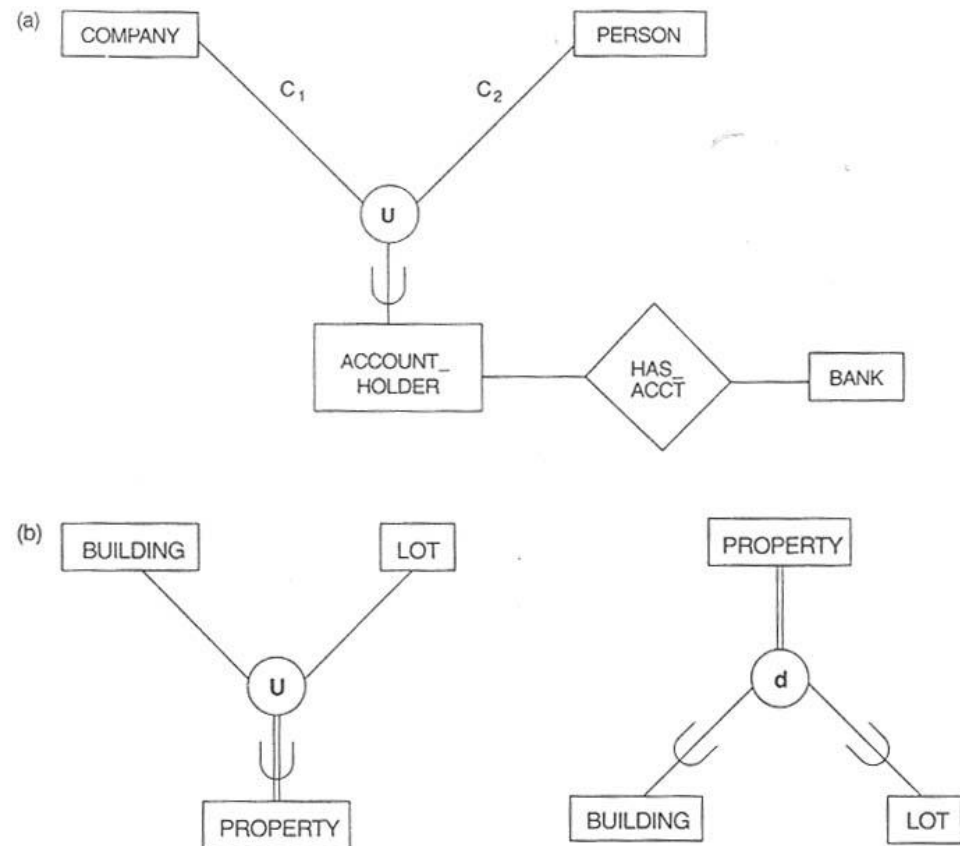 (a)
COMPANY
PERSON
C1
C2
U
ACCOUNT_
HOLDER
HAS_
ACCT
BANK
(b)
BUILDING
LOT
PROPERTY
U
d
PROPERTY
BUILDING
LOT